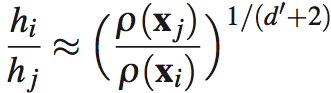 h_i / h_j ≈ ( ρ(𝐱_j) / ρ(𝐱_i) )^{1/(d′+2)}